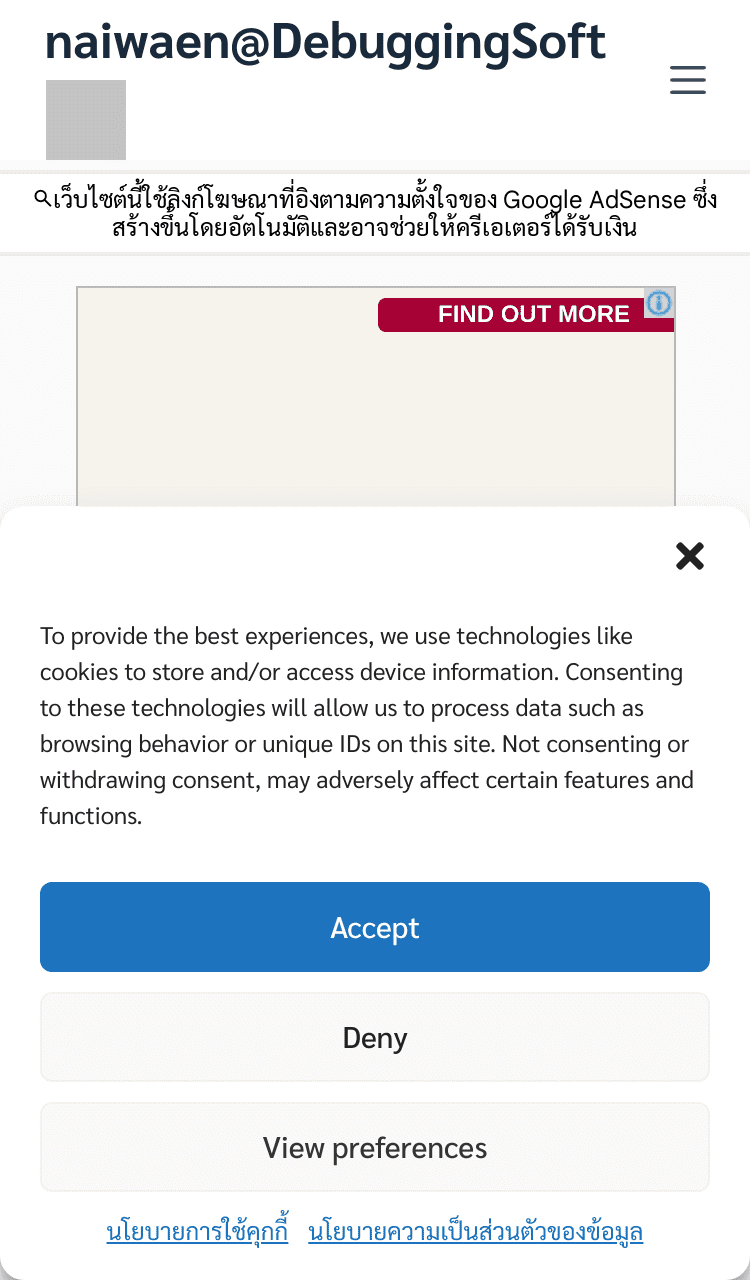 naiwaen@DebuggingSoft
เว็บไซต์นี้ใช้ลิงก์โฆษณาที่อิงตามความตั้งใจของ Google AdSense ซึ่ง
สร้างขึ้นโดยอัตโนมัติและอาจช่วยให้ครีเอเตอร์ได้รับเงิน
FIND OUT MORE
To provide the best experiences, we use technologies like
cookies to store and/or access device information. Consenting
to these technologies will allow us to process data such as
browsing behavior or unique IDs on this site. Not consenting or
withdrawing consent, may adversely affect certain features and
functions.
Accept
Deny
View preferences
นโยบายการใช้คุกกี้ นโยบายความเป็นส่วนตัวของข้อมูล